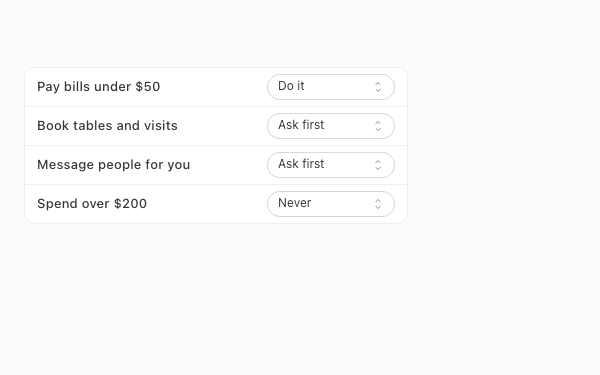 Pay bills under $50 Do it
Book tables and visits Ask first
Message people for you Ask first
Spend over $200 Never